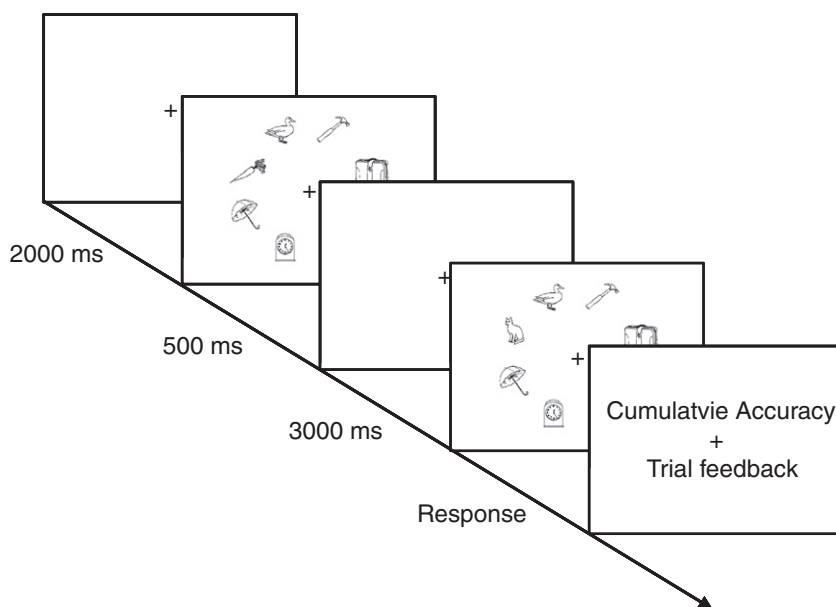 +
+
2000 ms
+
500 ms
+
3000 ms
Cumulatvie Accuracy
+
Trial feedback
Response